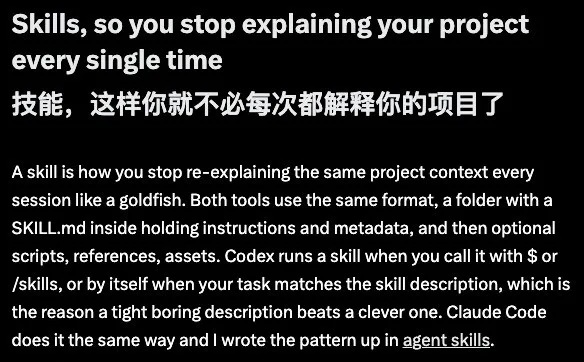 Skills, so you stop explaining your project
every single time
技能，这样你就不必每次都解释你的项目了
A skill is how you stop re-explaining the same project context every
session like a goldfish. Both tools use the same format, a folder with a
SKILL.md inside holding instructions and metadata, and then optional
scripts, references, assets. Codex runs a skill when you call it with $ or
/skills, or by itself when your task matches the skill description, which is
the reason a tight boring description beats a clever one. Claude Code
does it the same way and I wrote the pattern up in agent skills.